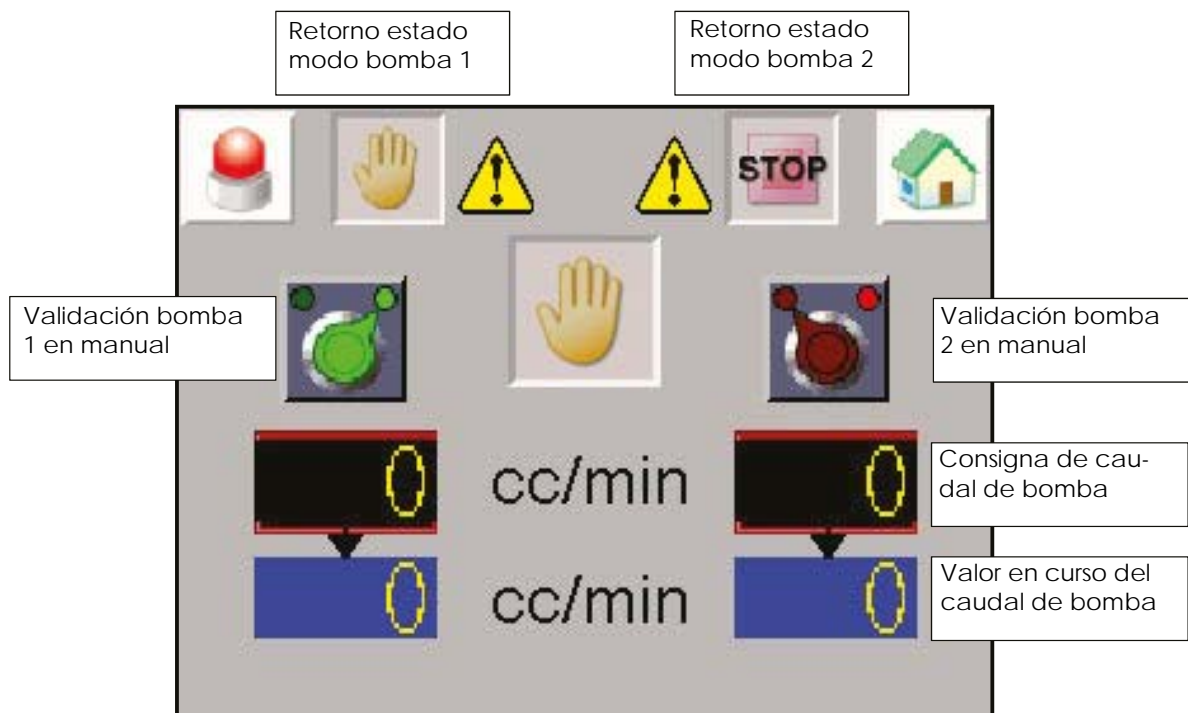 Retorno estado
modo bomba 1
Retorno estado
modo bomba 2
STOP
Validación bomba
1 en manual
Validación bomba
2 en manual
0 cc/min 0
Consigna de cau-
dal de bomba
0 cc/min 0
Valor en curso del
caudal de bomba